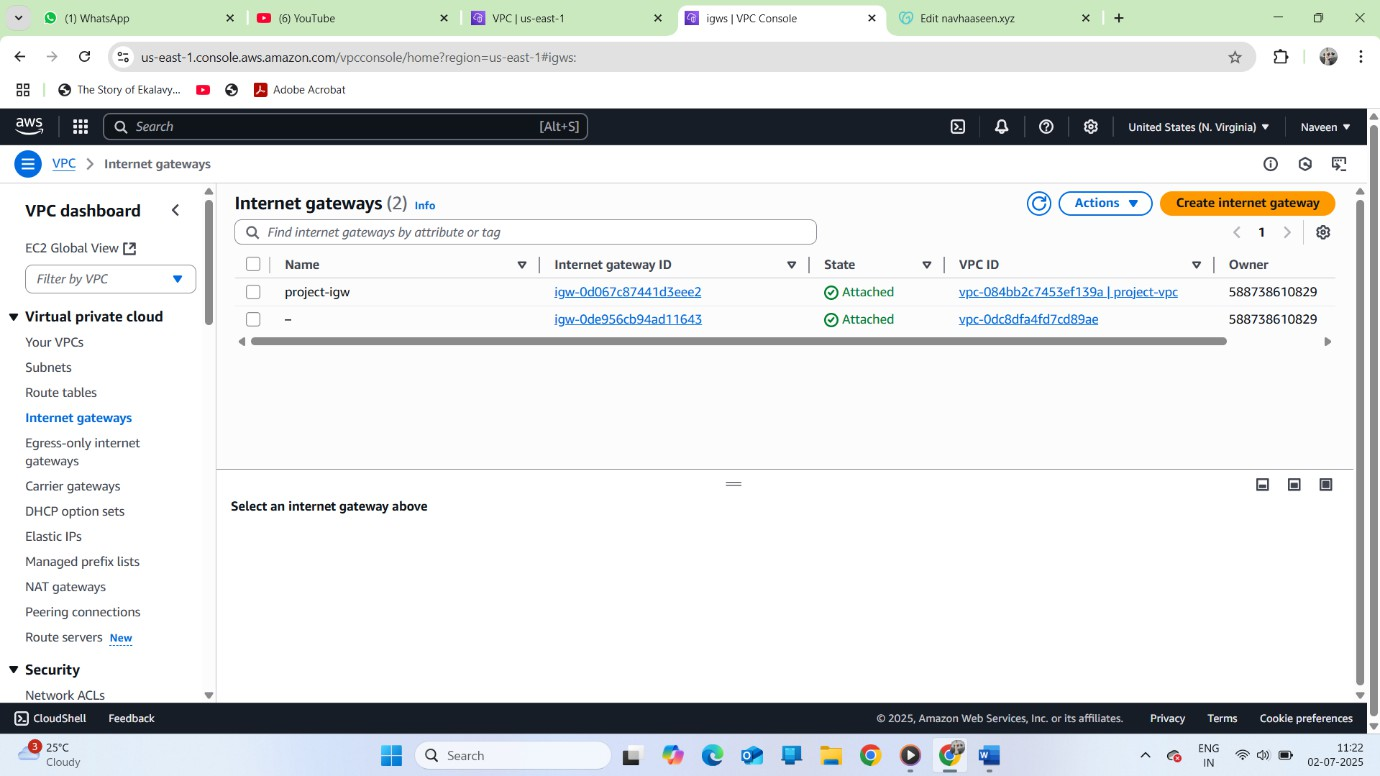 (1) WhatsApp
(6) YouTube
VPC | us-east-1
igws | VPC Console
Edit navhaaseen.xyz
us-east-1.console.aws.amazon.com/vpcconsole/home?region=us-east-1#igws:
The Story of Ekalavy...
Adobe Acrobat
aws
Search
[Alt+S]
United States (N. Virginia)
Naveen
VPC
Internet gateways
VPC dashboard
EC2 Global View
Filter by VPC
Virtual private cloud
Your VPCs
Subnets
Route tables
Internet gateways
Egress-only internet
gateways
Carrier gateways
DHCP option sets
Elastic IPs
Managed prefix lists
NAT gateways
Peering connections
Route servers New
Security
Network ACLs
Internet gateways (2) Info
Actions
Create internet gateway
Find internet gateways by attribute or tag
1
Name Internet gateway ID State VPC ID Owner
project-igw igw-0d067c87441d3eee2 Attached vpc-084bb2c7453ef139a | project-vpc 588738610829
– igw-0de956cb94ad11643 Attached vpc-0dc8dfa4fd7cd89ae 588738610829
Select an internet gateway above
CloudShell
Feedback
© 2025, Amazon Web Services, Inc. or its affiliates.
Privacy
Terms
Cookie preferences
3
25°C
Cloudy
Search
ENG
IN
11:22
02-07-2025